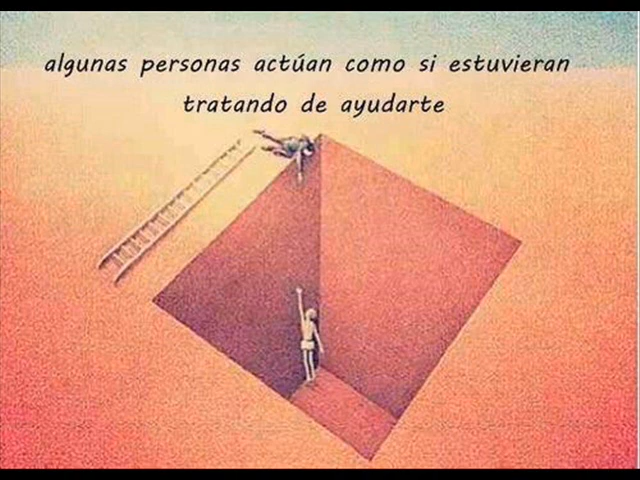 algunas personas actúan como si estuvieran
tratando de ayudarte